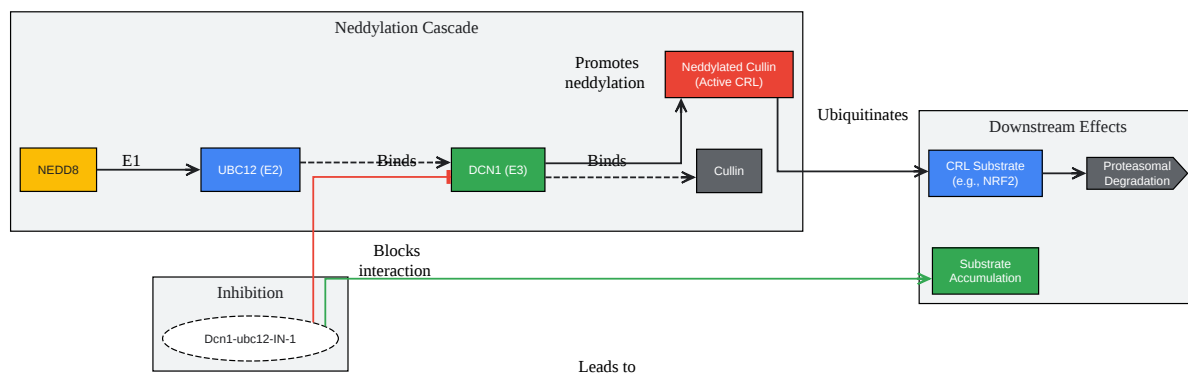 Neddylation Cascade
Promotes
neddylation
Neddylated Cullin
(Active CRL)
Ubiquitinates
Downstream Effects
NEDD8
E1
UBC12 (E2)
Binds
DCN1 (E3)
Binds
Cullin
CRL Substrate
(e.g., NRF2)
Proteasomal
Degradation
Blocks
interaction
Substrate
Accumulation
Inhibition
Dcn1-ubc12-IN-1
Leads to